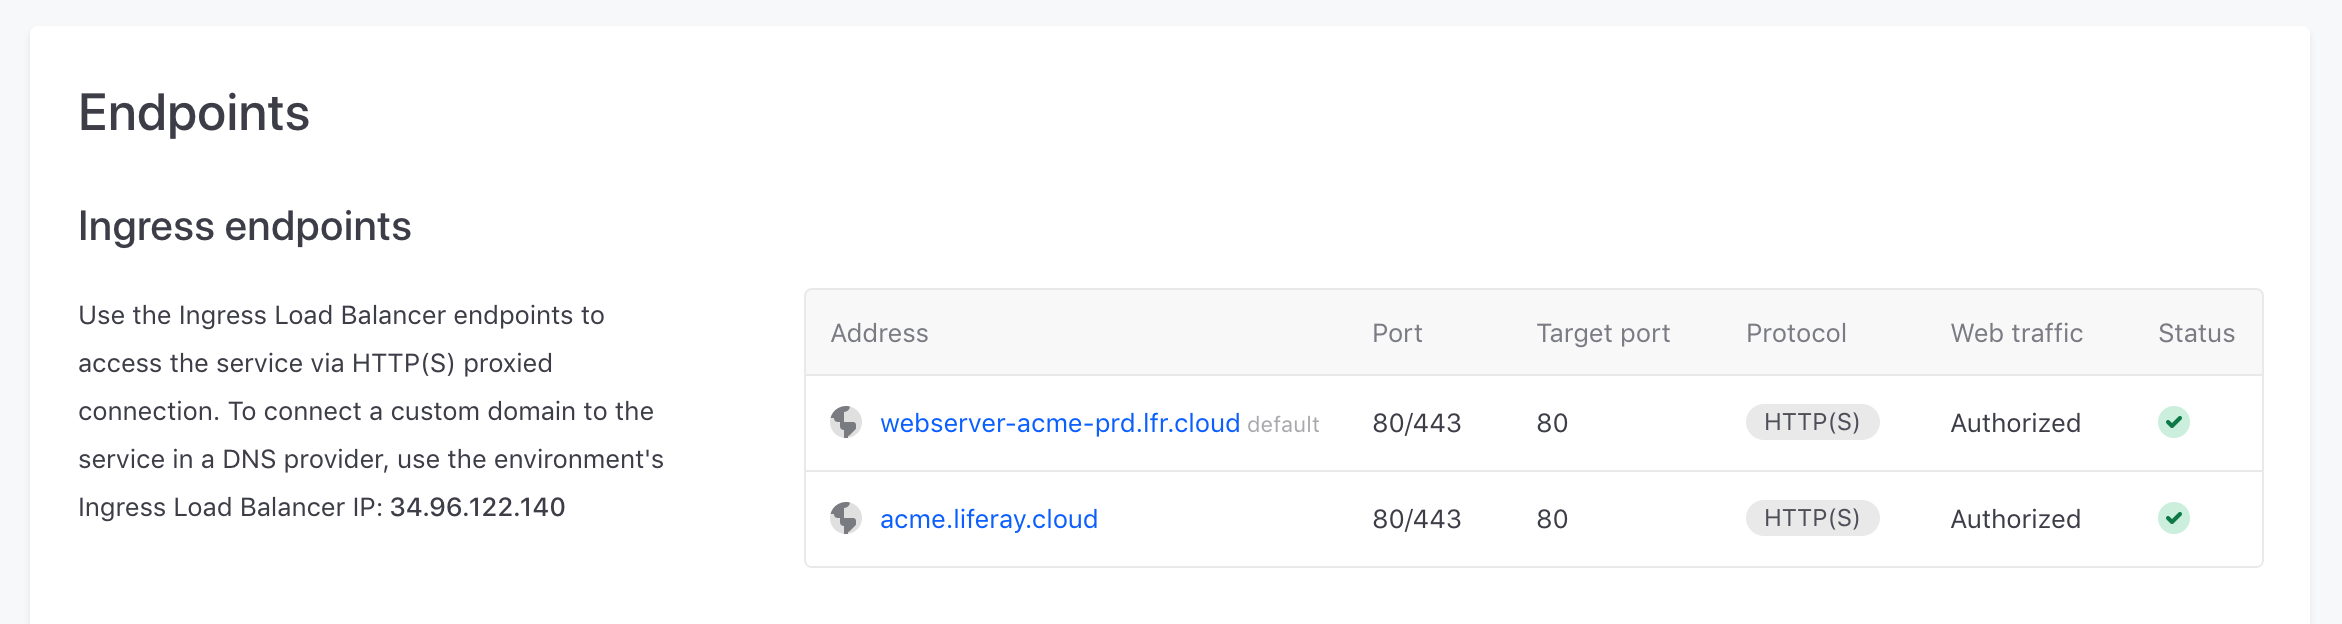 Endpoints
Ingress endpoints
Use the Ingress Load Balancer endpoints to
access the service via HTTP(S) proxied
connection. To connect a custom domain to the
service in a DNS provider, use the environment's
Ingress Load Balancer IP: 34.96.122.140
Address Port Target port Protocol Web traffic Status
webserver-acme-prd.lfr.cloud default 80/443 80 HTTP(S) Authorized
acme.liferay.cloud 80/443 80 HTTP(S) Authorized